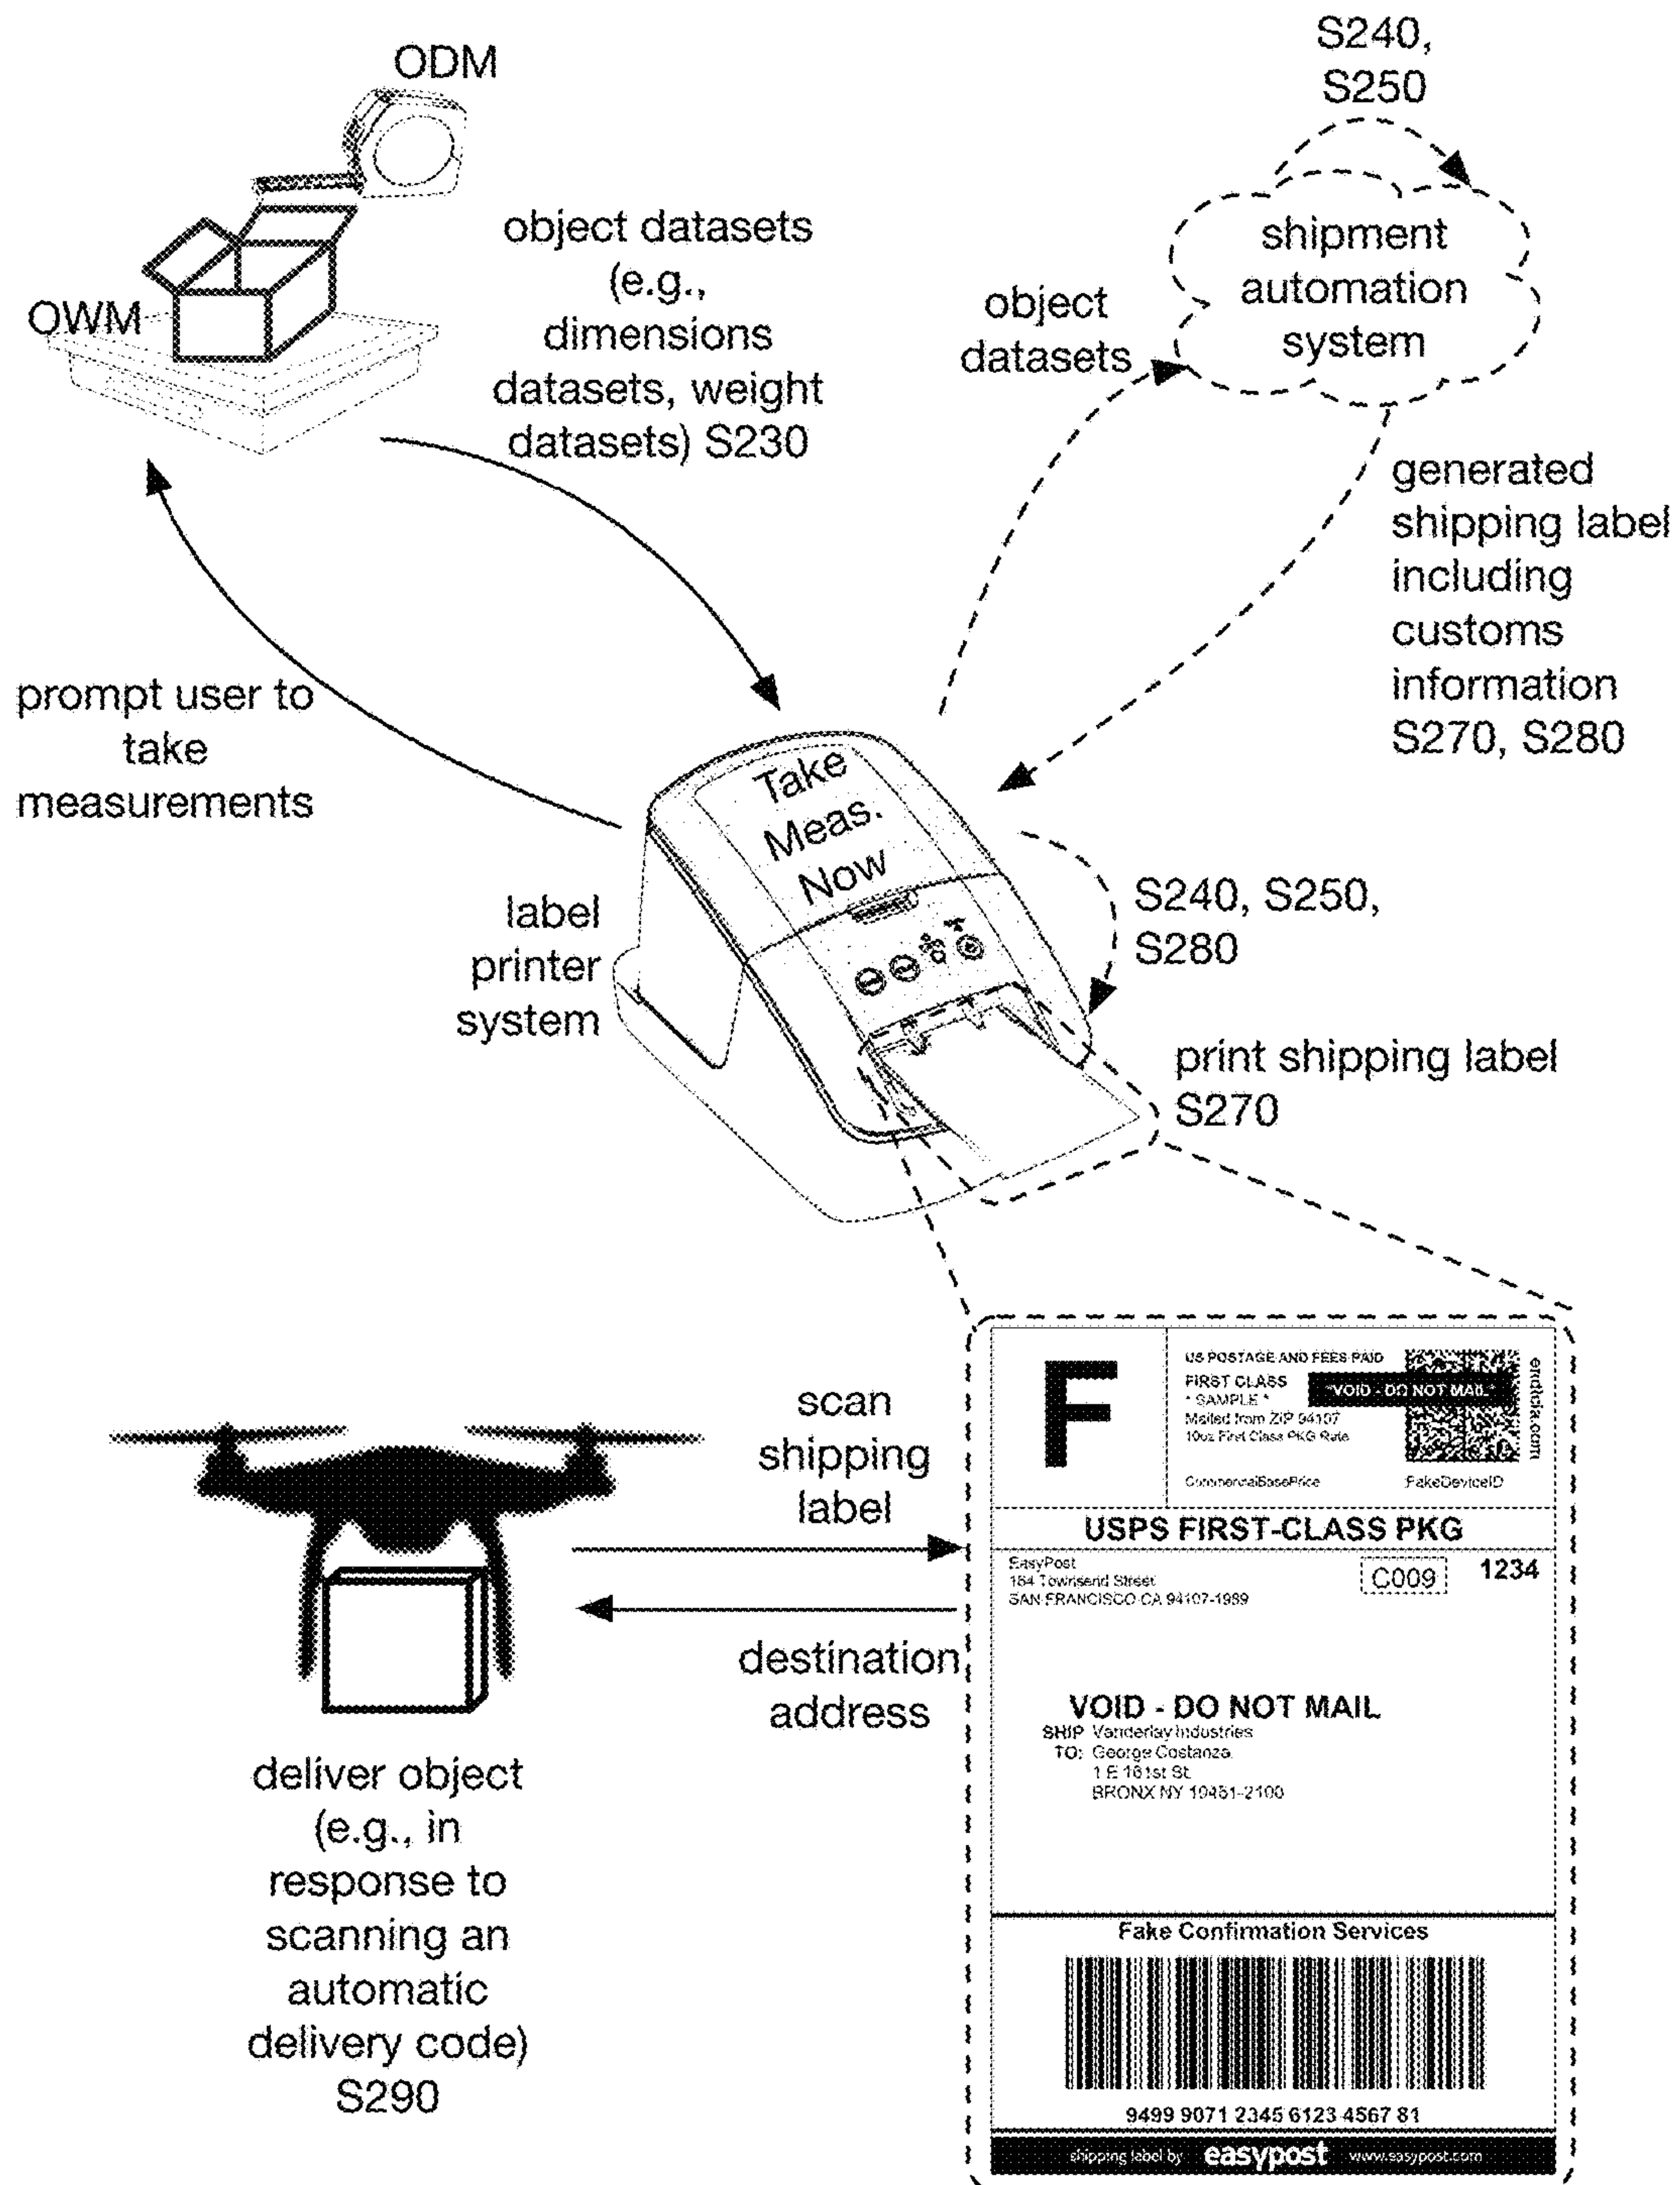 ODM
OWM
object datasets
(e.g.,
dimensions
datasets, weight
datasets) S230
S240,
S250
shipment
automation
system
object
datasets
generated
shipping label
including
customs
information
S270, S280
prompt user to
take
measurements
Take
Meas.
Now
label
printer
system
S240, S250,
S280
print shipping label
S270
scan
shipping
label
destination
address
deliver object
(e.g., in
response to
scanning an
automatic
delivery code)
S290
F
US POSTAGE AND FEES PAID
FIRST CLASS
* SAMPLE *
Mailed from ZIP 94107
10oz First Class PKG Rate
CommercialBasePrice
"VOID - DO NOT MAIL"
FakeDeviceID
endicia.com
USPS FIRST-CLASS PKG
EasyPost
164 Townsend Street
SAN FRANCISCO CA 94107-1989
C009
1234
VOID - DO NOT MAIL
SHIP TO:
Vanderlay Industries
George Costanza
1 E 161st St.
BRONX NY 10451-2100
Fake Confirmation Services
9499 9071 2345 6123 4567 81
shipping label by easypost www.easypost.com